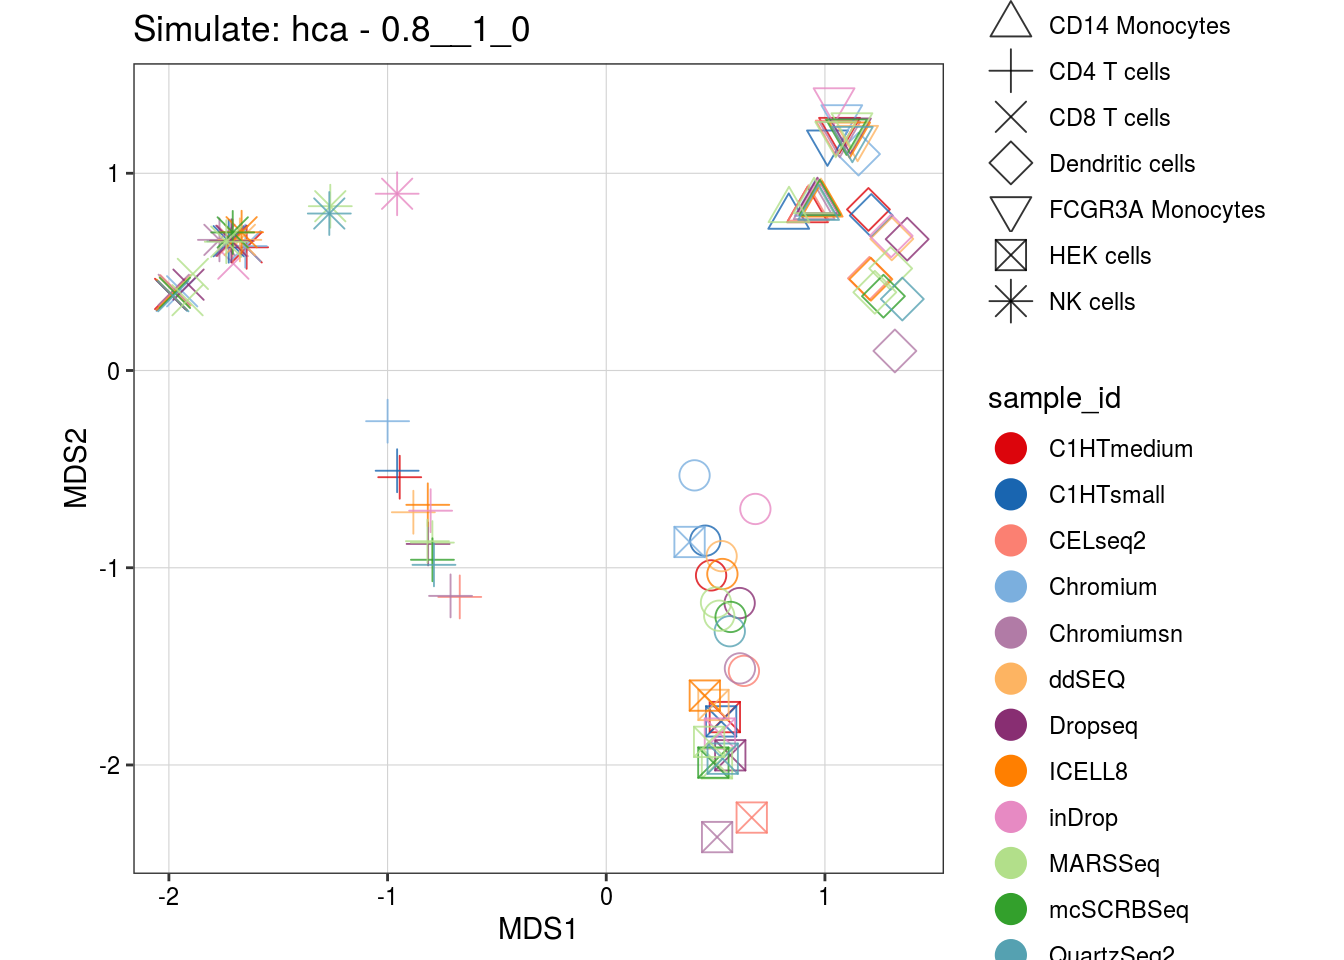 Simulate: hca - 0.8__1_0
MDS2
1
0
-1
-2
-2
-1
0
1
MDS1
CD14 Monocytes
CD4 T cells
CD8 T cells
Dendritic cells
FCGR3A Monocytes
HEK cells
NK cells
sample_id
C1HTmedium
C1HTsmall
CELseq2
Chromium
Chromiumsn
ddSEQ
Dropseq
ICELL8
inDrop
MARSSeq
mcSCRBSeq
QuartzSeq2